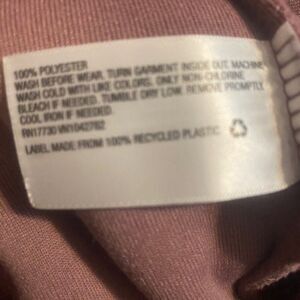 100% POLYESTER
WASH BEFORE WEAR, TURN GARMENT INSIDE OUT. MACHINE
WASH COLD WITH LIKE COLORS. ONLY NON-CHLORINE
BLEACH IF NEEDED. TUMBLE DRY LOW. REMOVE PROMPTLY.
COOL IRON IF NEEDED.
RN17730 VN1042762
LABEL MADE FROM 100% RECYCLED PLASTIC